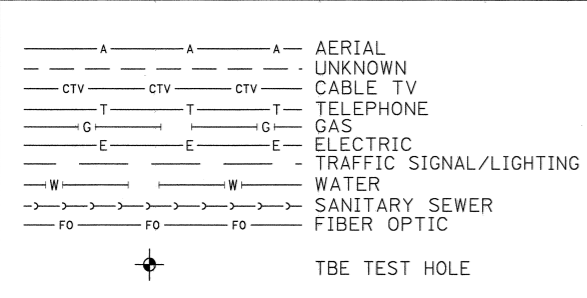 A A A AERIAL
UNKNOWN
CTV CTV CTV CABLE TV
T T T TELEPHONE
G G GAS
E E E ELECTRIC
TRAFFIC SIGNAL/LIGHTING
W W WATER
SANITARY SEWER
FO FO FO FIBER OPTIC
TBE TEST HOLE